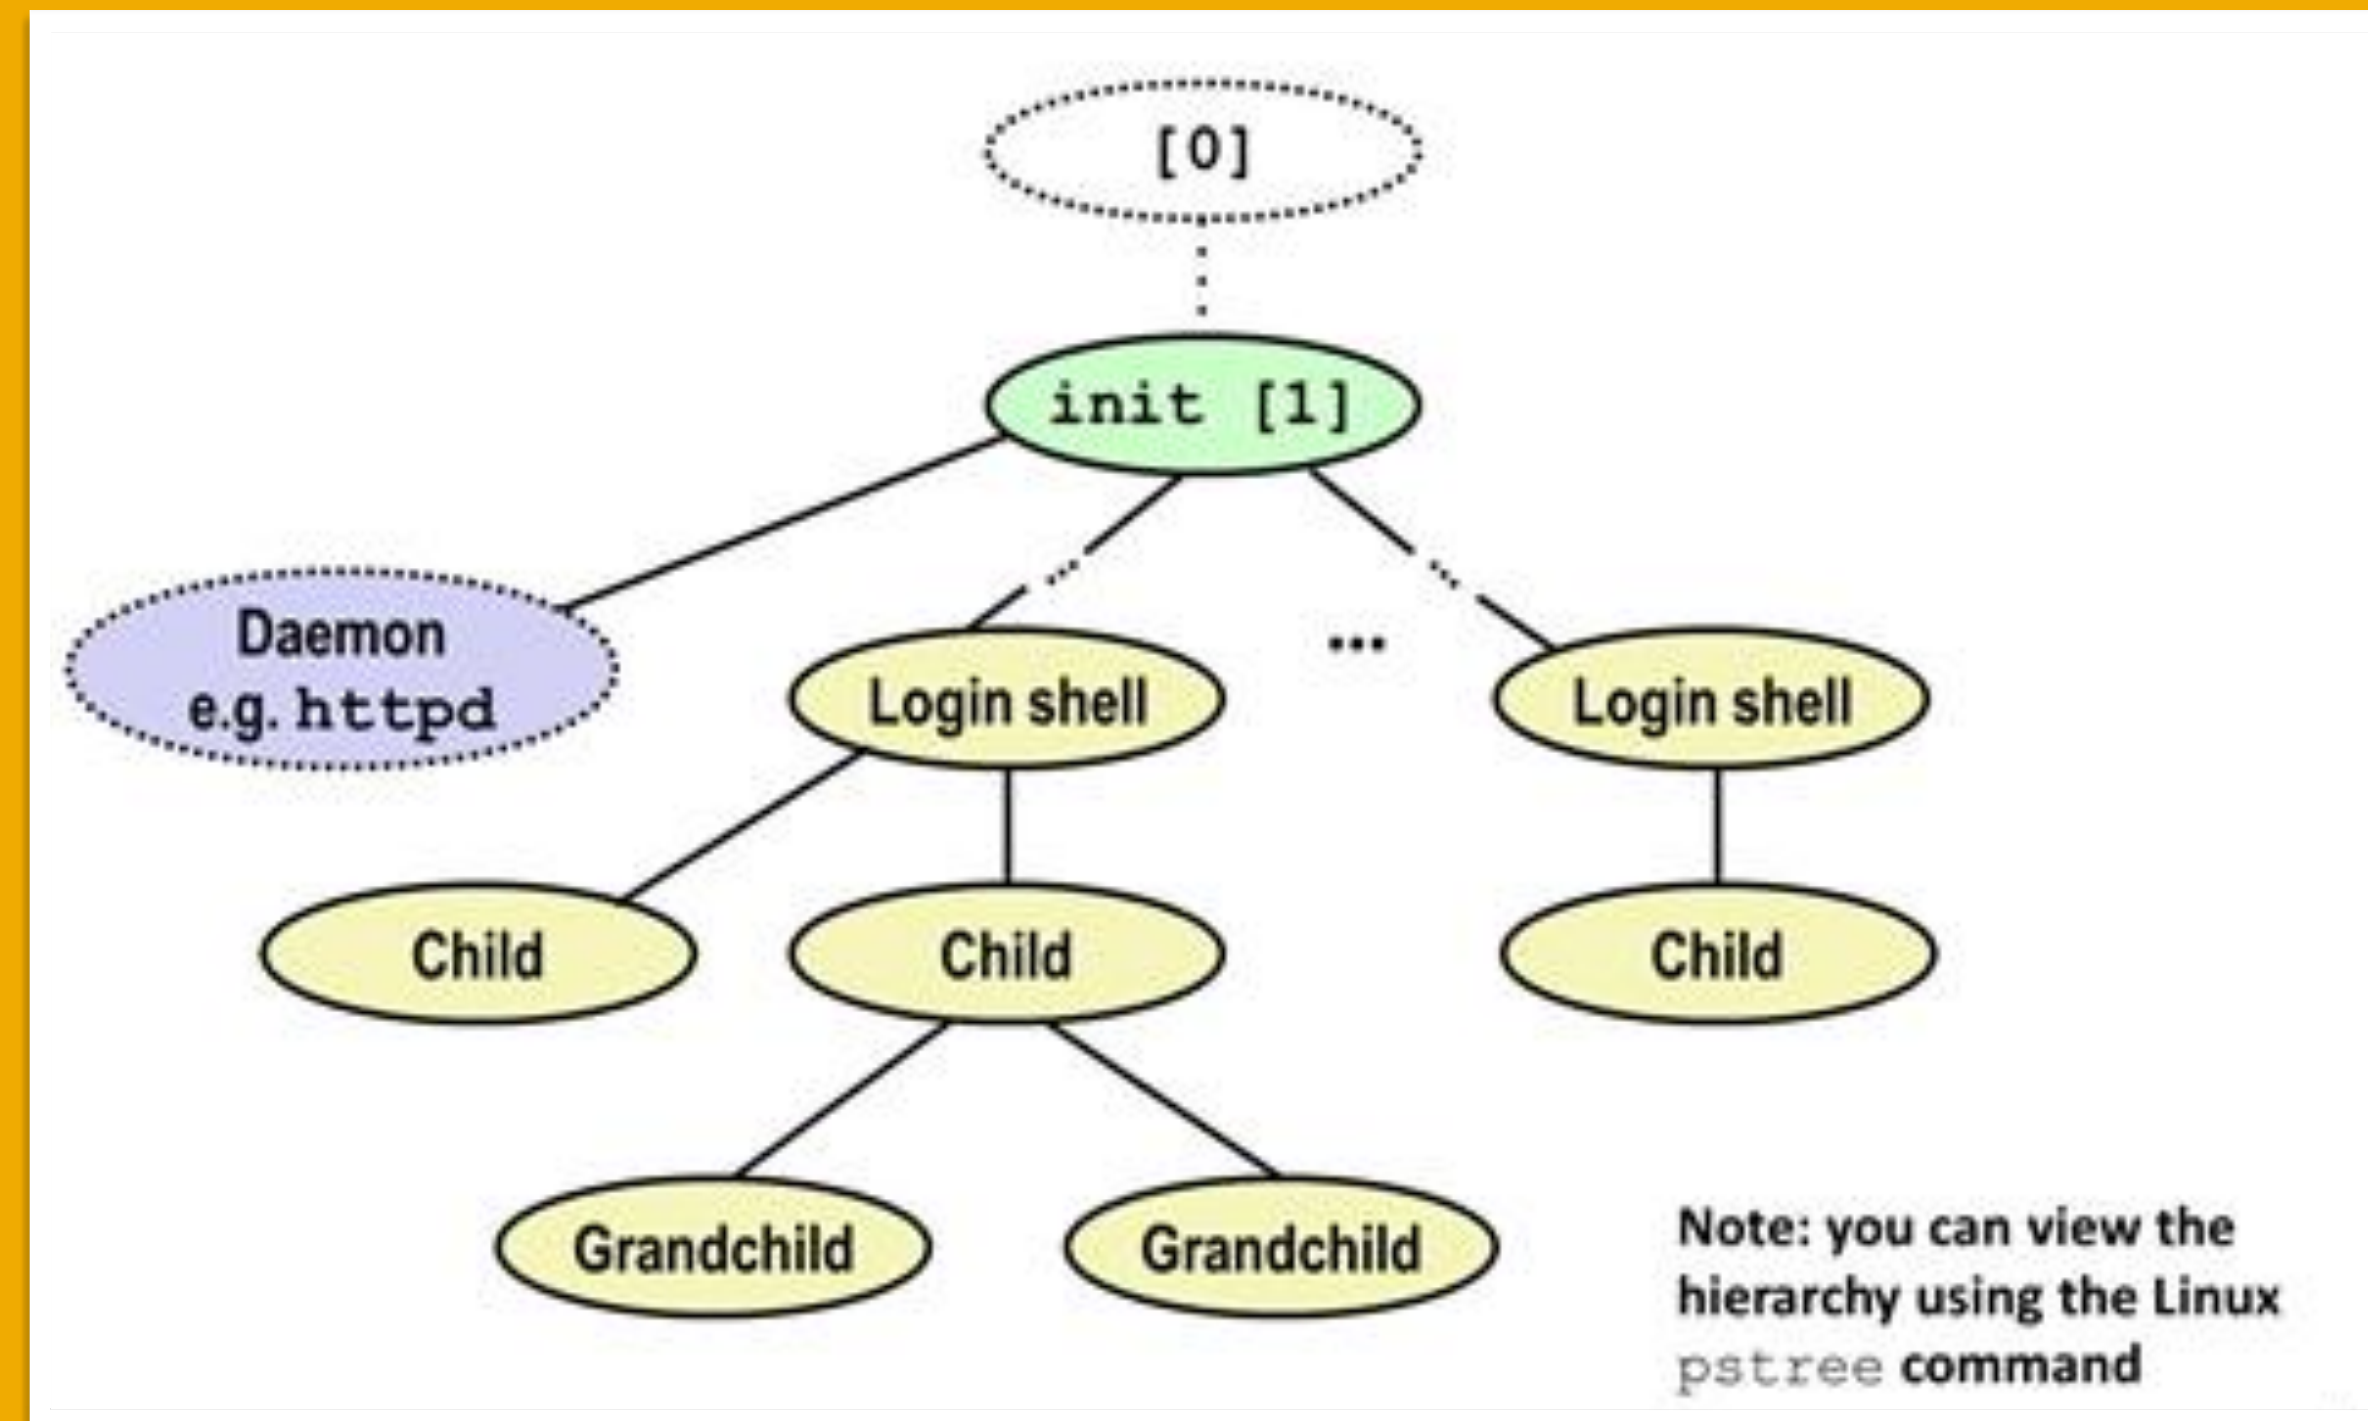 [0]
init [1]
Daemon
e.g. httpd
Login shell
...
Login shell
Child
Child
Child
Grandchild
Grandchild
Note: you can view the
hierarchy using the Linux
pstree command